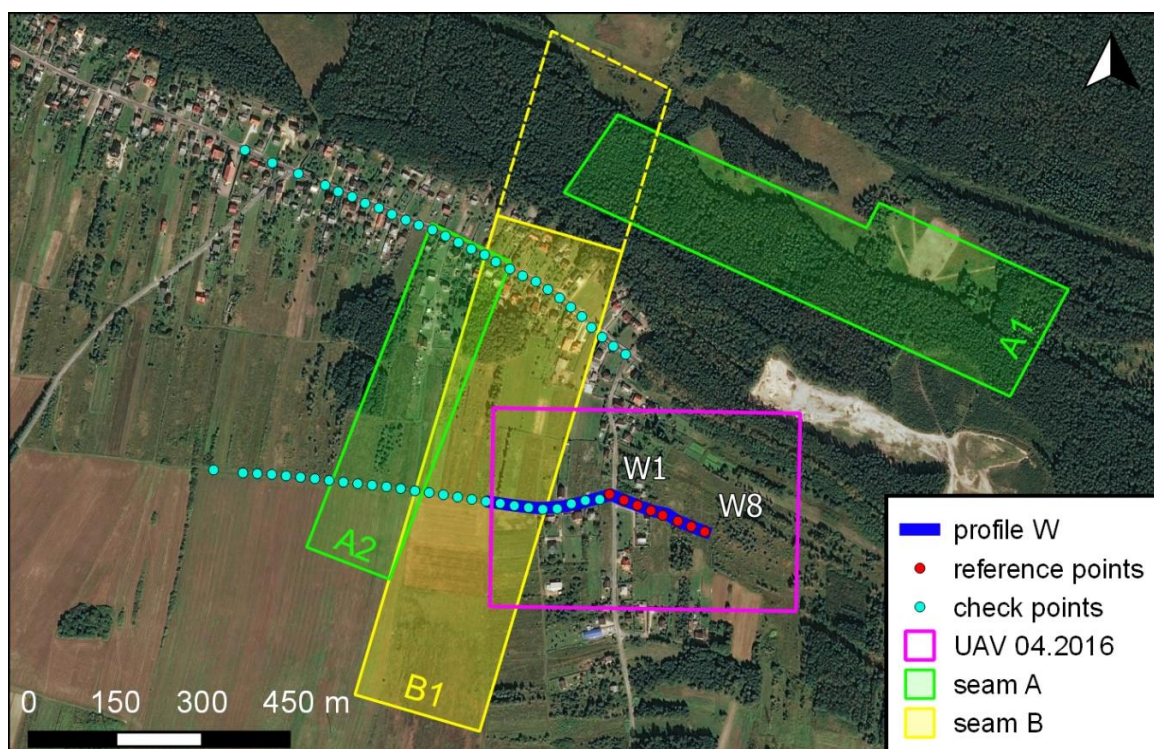 A1
W1
W8
A2
B1
0 150 300 450 m
profile W
reference points
check points
UAV 04.2016
seam A
seam B